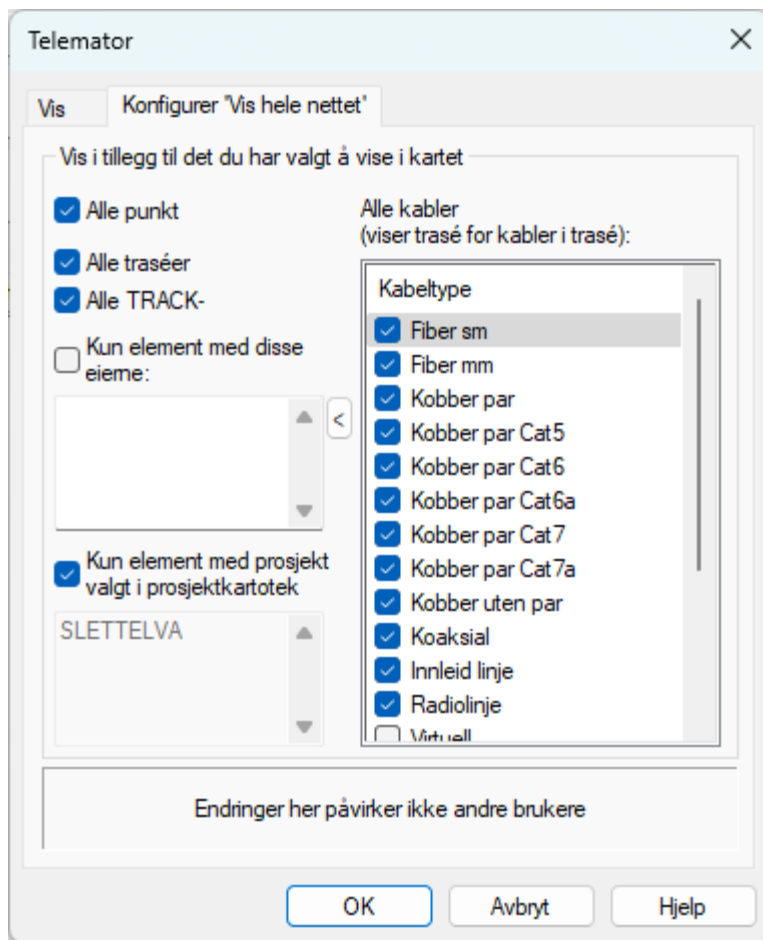 Telemator
Vis
Konfigurer 'Vis hele nettet'
Vis i tillegg til det du har valgt å vise i kartet
Alle punkt
Alle traséer
Alle TRACK-
Kun element med disse
eierne:
<
Kun element med prosjekt
valgt i prosjektkartotek
SLETTELVA
Alle kabler
(viser trasé for kabler i trasé):
Kabeltype
Fiber sm
Fiber mm
Kobber par
Kobber par Cat5
Kobber par Cat6
Kobber par Cat6a
Kobber par Cat7
Kobber par Cat7a
Kobber uten par
Koaksial
Innleid linje
Radiolinje
Virtuell
Endringer her påvirker ikke andre brukere
OK
Avbryt
Hjelp